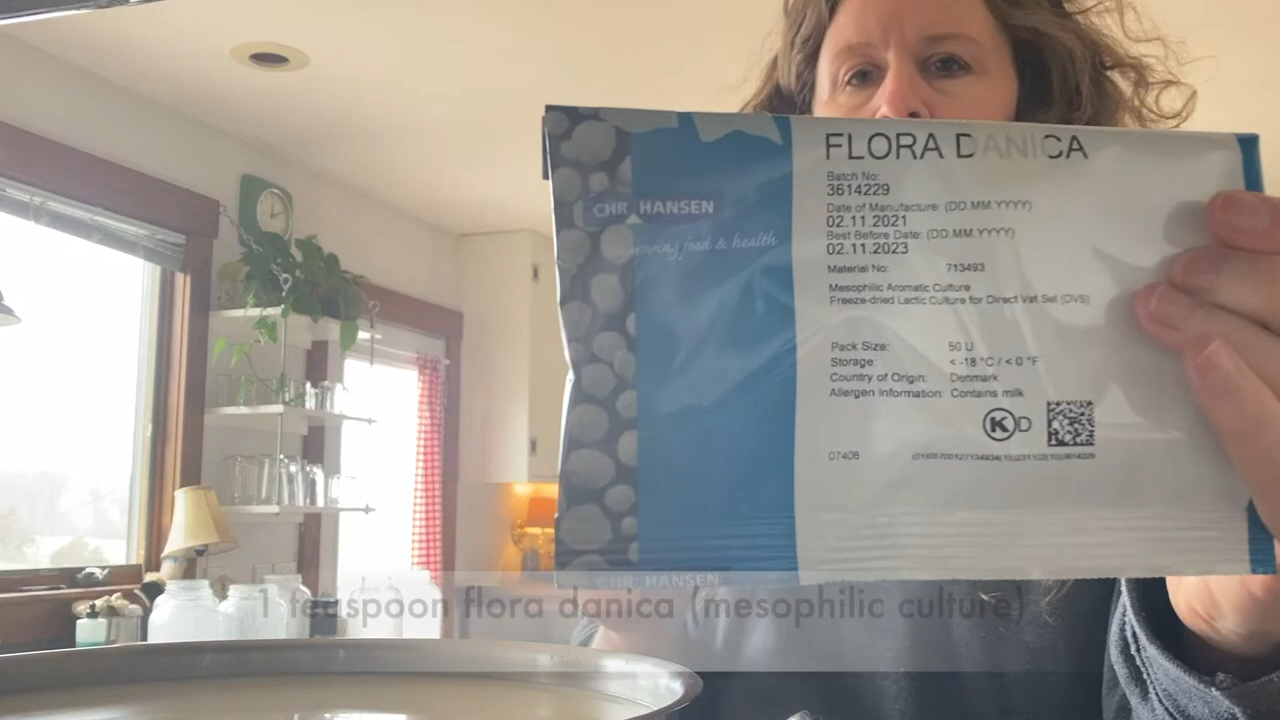 FLORA DANICA
Batch No:
3614229
Date of Manufacture: (DD.MM.YYYY)
02.11.2021
Best Before Date: (DD.MM.YYYY)
02.11.2023
Material No: 713493
Mesophilic Aromatic Culture
Freeze-dried Lactic Culture for Direct Vat Set (DVS)
Pack Size: 50 U
Storage: < -18 °C / < 0 °F
Country of Origin: Denmark
Allergen Information: Contains milk
K D
07408
CHR HANSEN
food & health
CHR HANSEN
1 teaspoon flora danica (mesophilic culture)